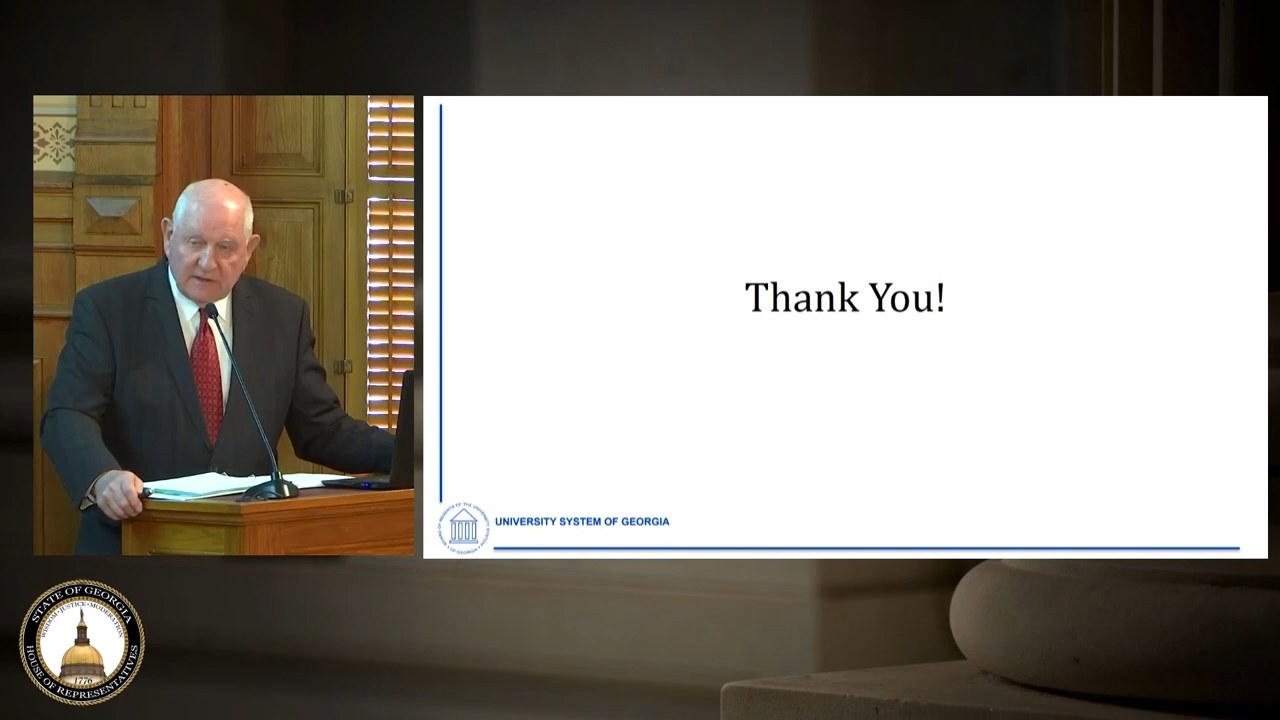 Thank You!
UNIVERSITY SYSTEM OF GEORGIA
STATE OF GEORGIA
WISDOM • JUSTICE • MODERATION
1776
HOUSE OF REPRESENTATIVES